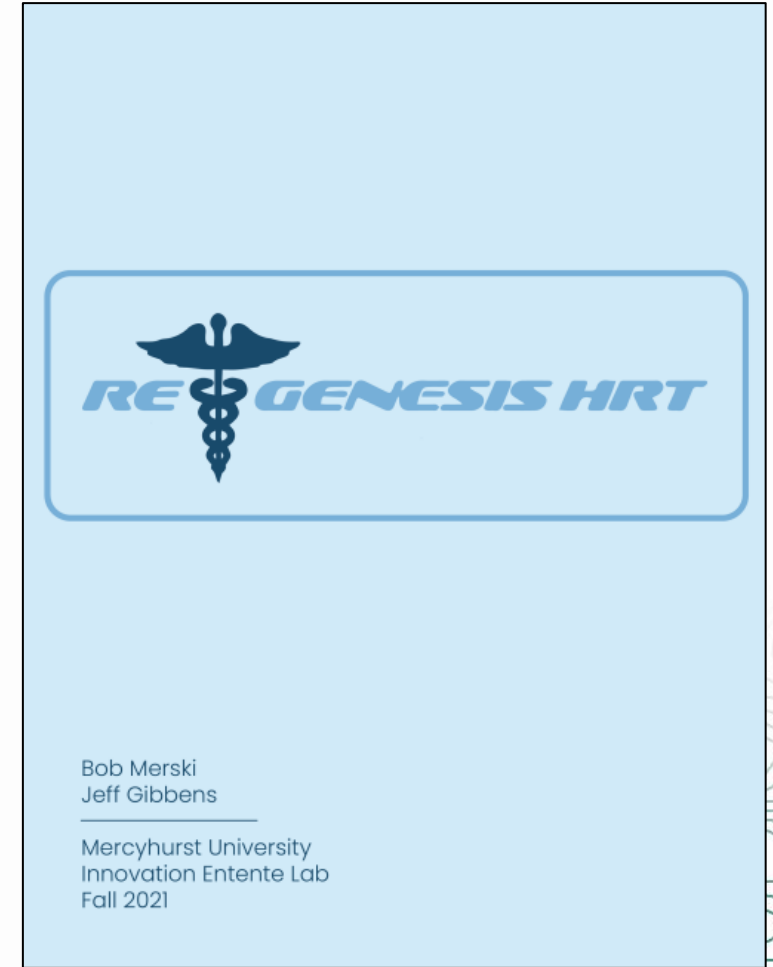 RE GENESIS HRT
Bob Merski
Jeff Gibbens
Mercyhurst University
Innovation Entente Lab
Fall 2021